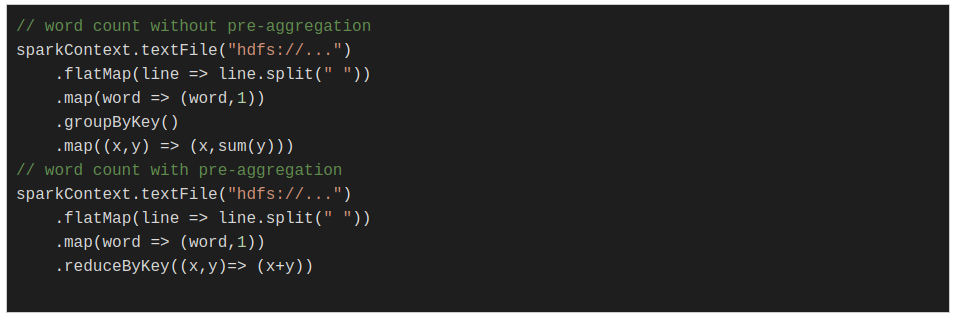 // word count without pre-aggregation
sparkContext.textFile("hdfs://...")
    .flatMap(line => line.split(" "))
    .map(word => (word,1))
    .groupByKey()
    .map((x,y) => (x,sum(y)))
// word count with pre-aggregation
sparkContext.textFile("hdfs://...")
    .flatMap(line => line.split(" "))
    .map(word => (word,1))
    .reduceByKey((x,y)=> (x+y))